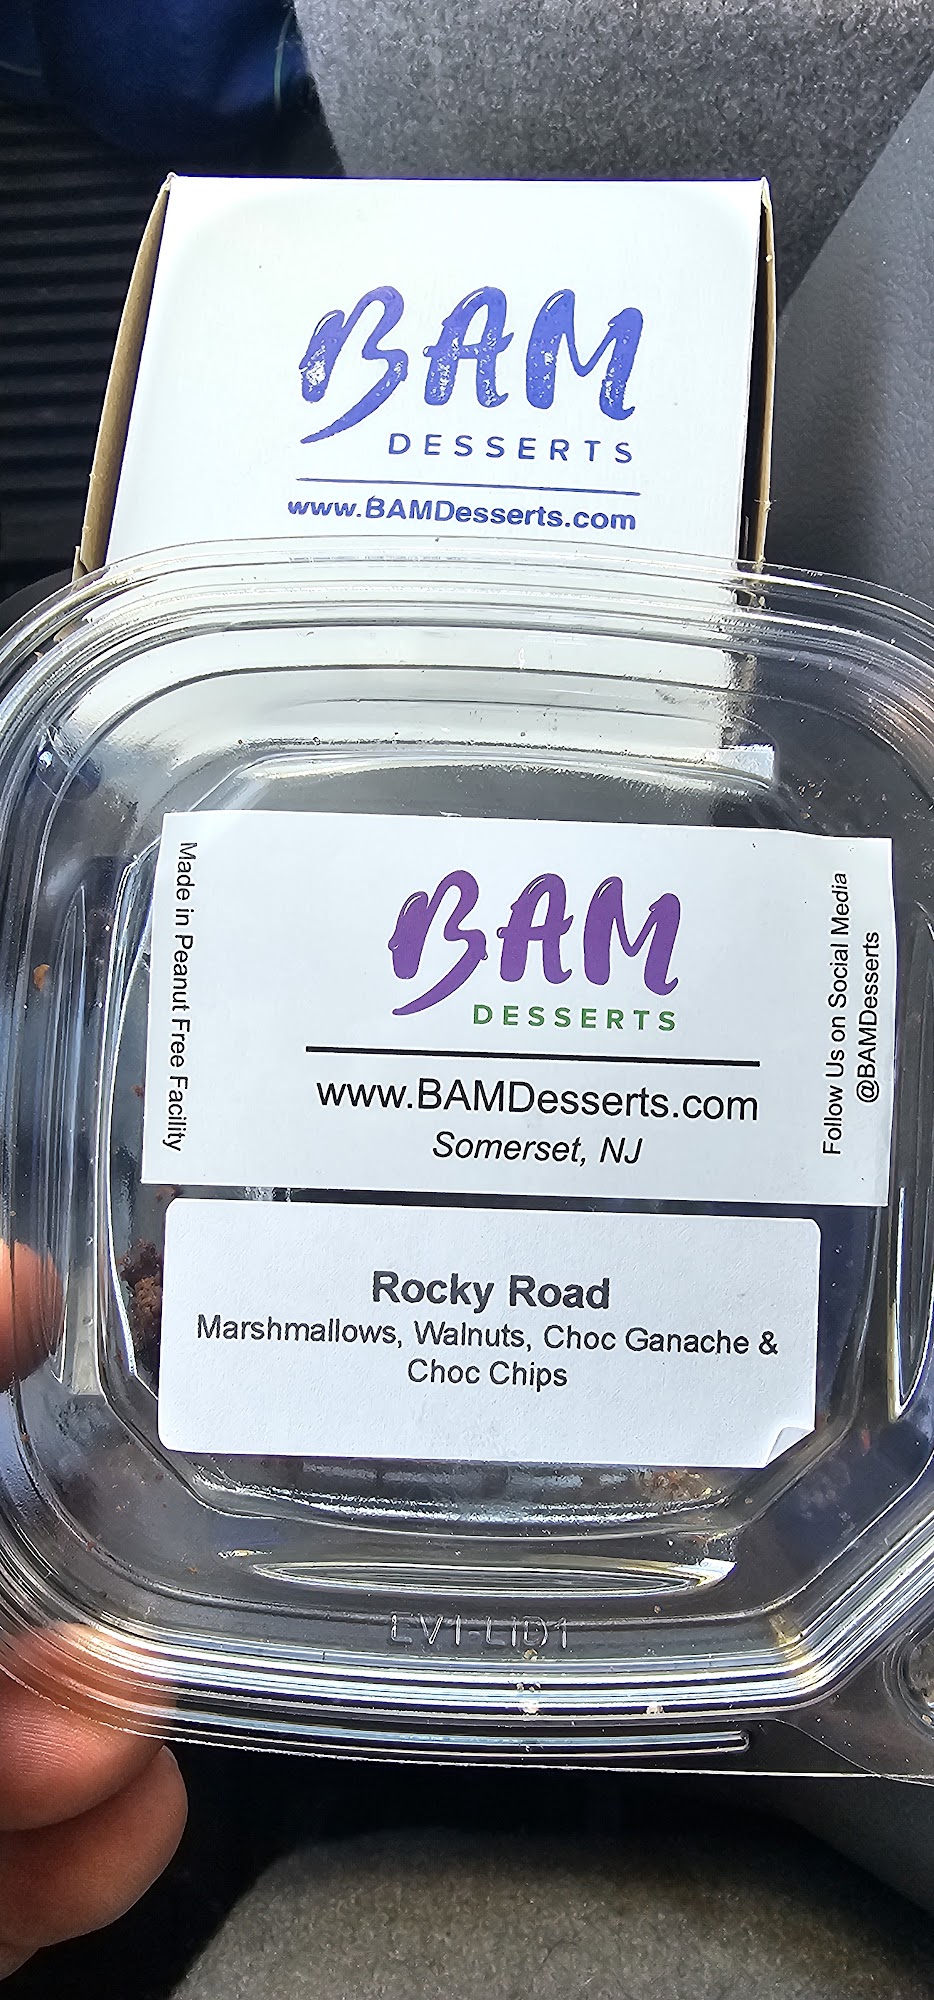 BAM
DESSERTS
www.BAMDesserts.com
Made in Peanut Free Facility
BAM
DESSERTS
www.BAMDesserts.com
Somerset, NJ
Follow Us on Social Media
@BAMDesserts
Rocky Road
Marshmallows, Walnuts, Choc Ganache &
Choc Chips
EV1-LID1